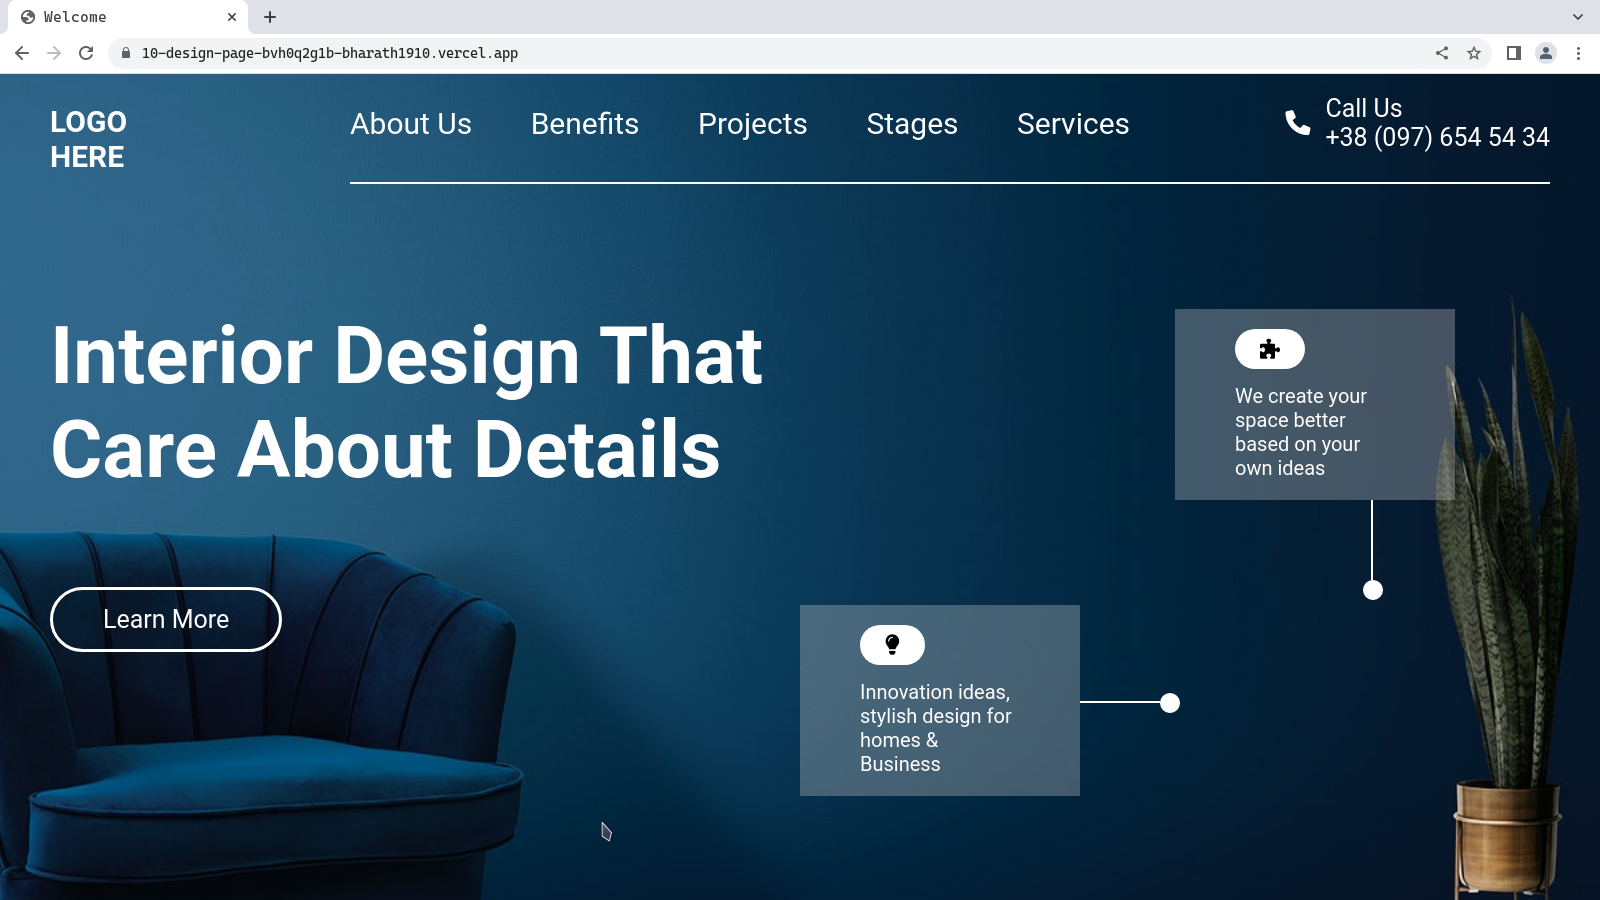 Welcome
10-design-page-bvh0q2g1b-bharath1910.vercel.app
LOGO
HERE
About Us
Benefits
Projects
Stages
Services
Call Us
+38 (097) 654 54 34
Interior Design That
Care About Details
Learn More
We create your
space better
based on your
own ideas
Innovation ideas,
stylish design for
homes &
Business